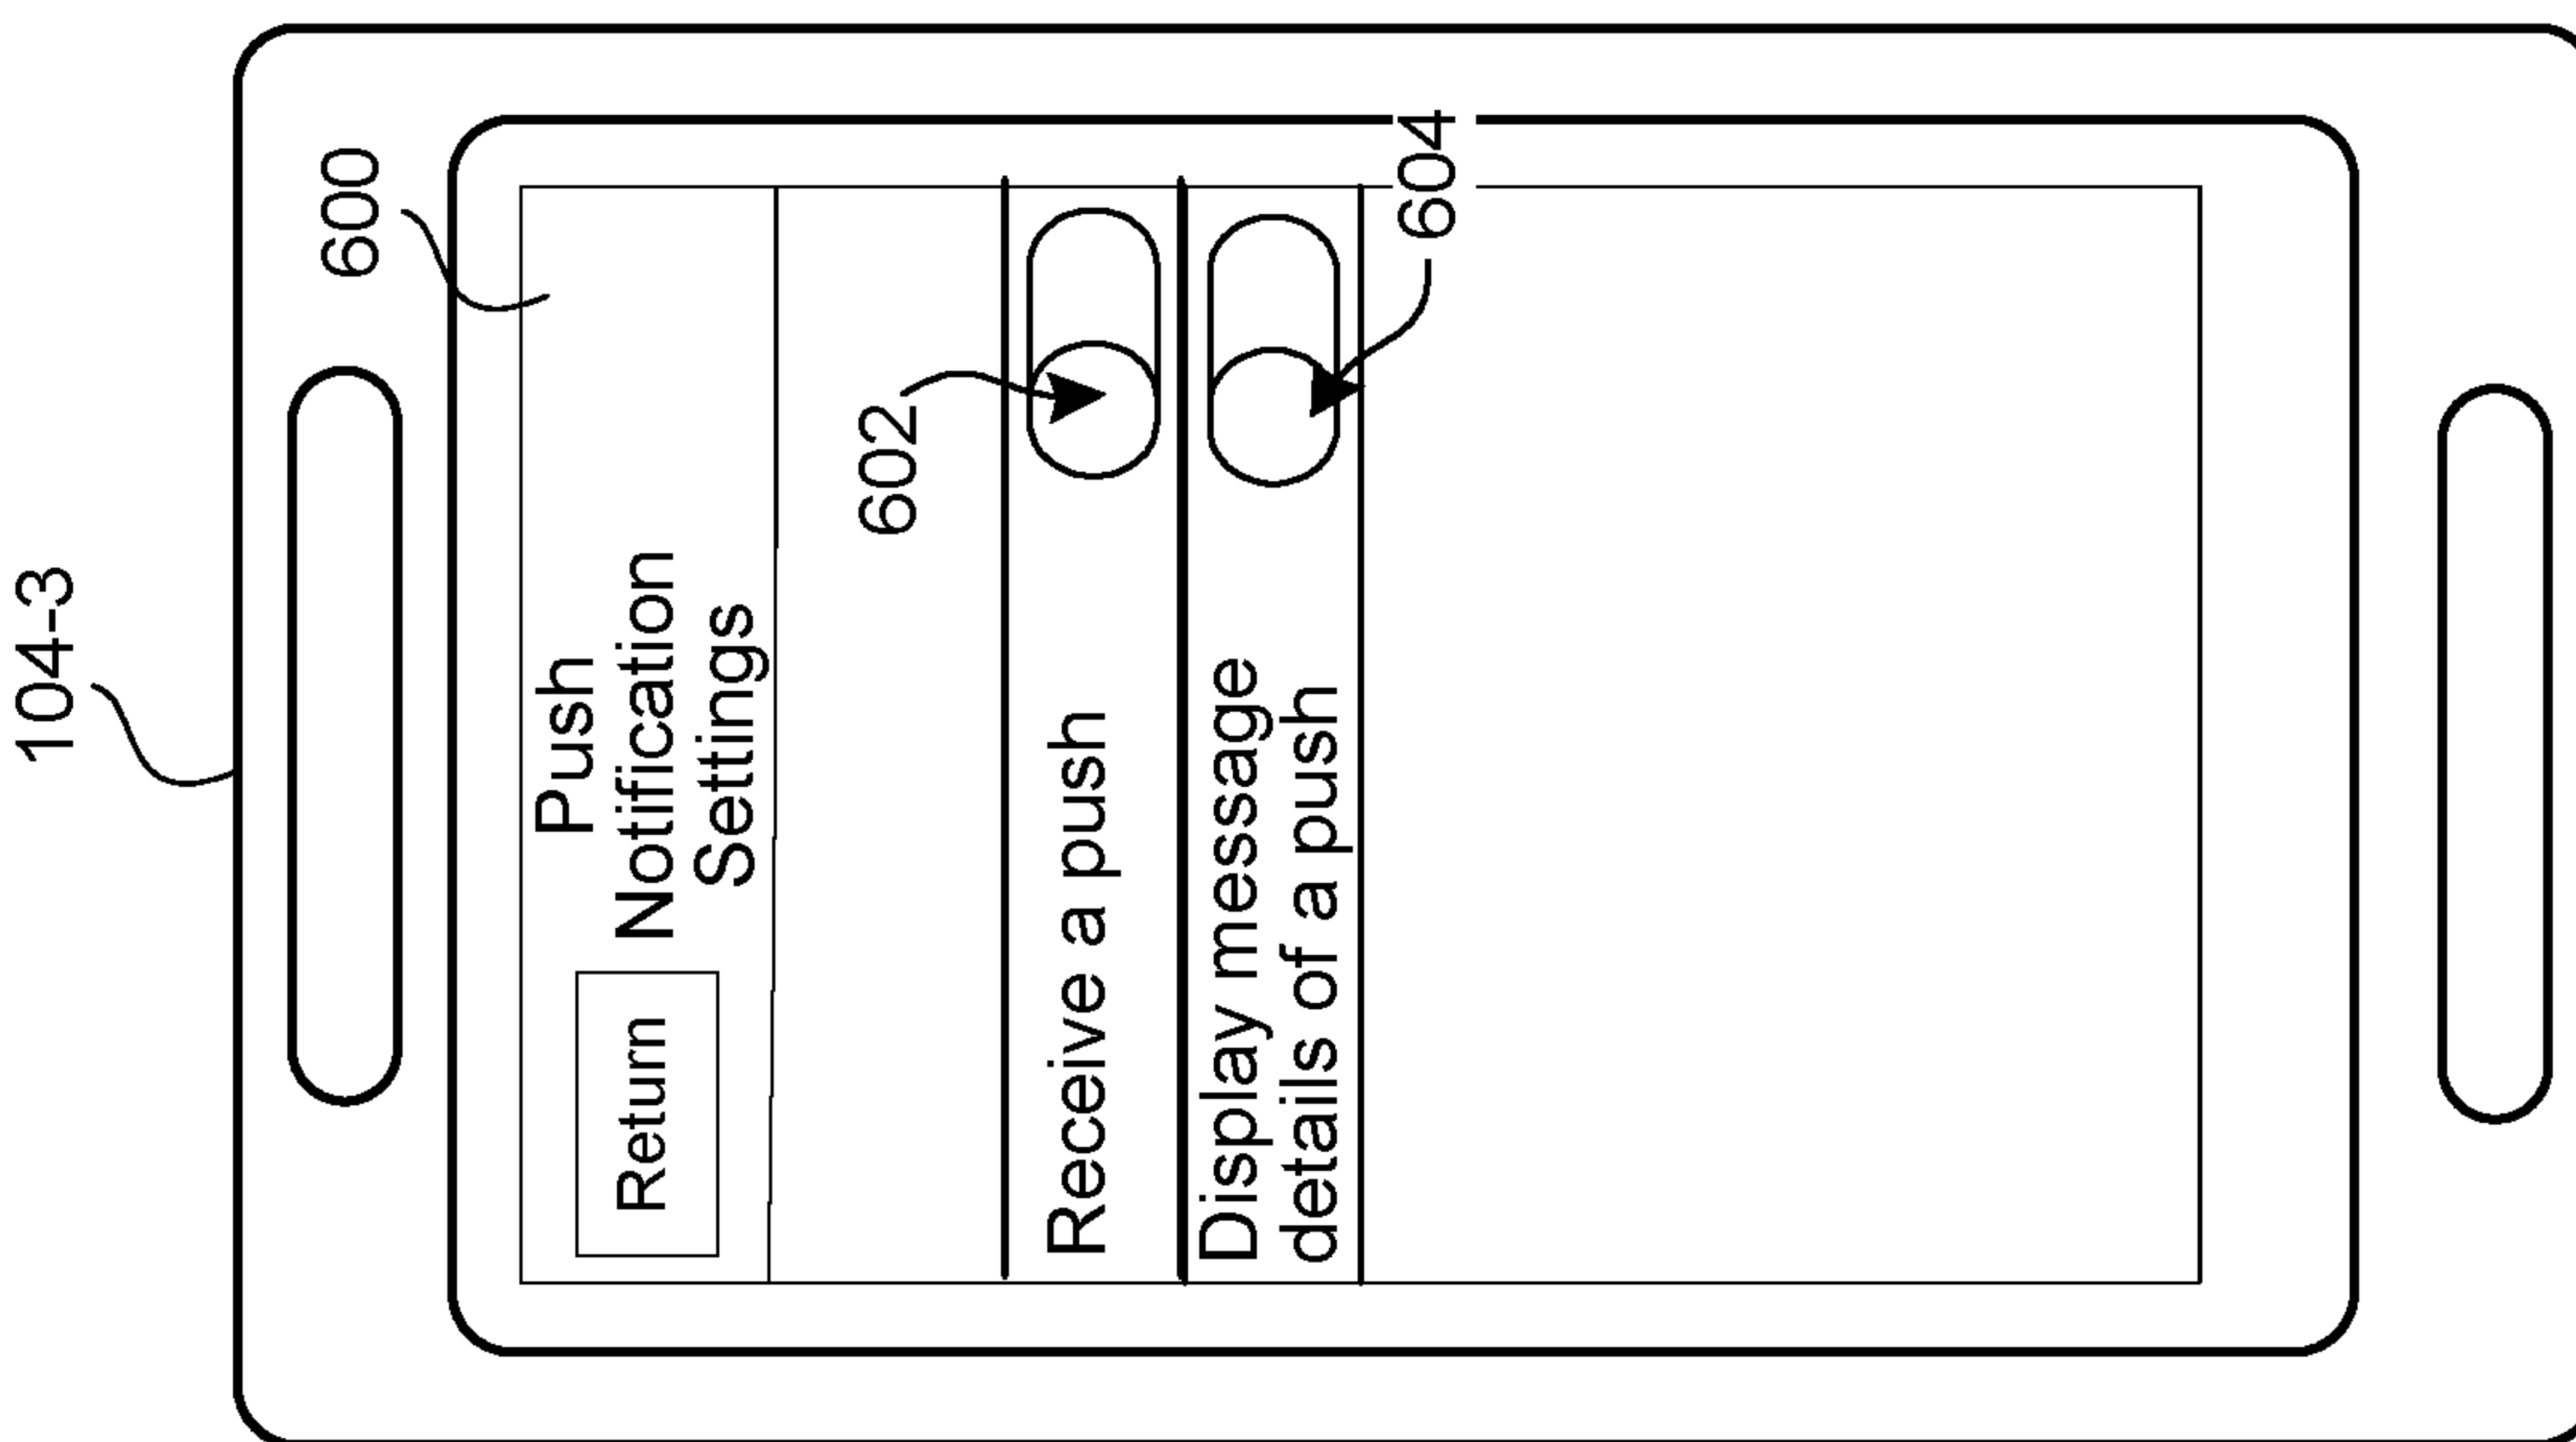 104-3
600
Push
Return Notification
Settings
602
Receive a push
Display message
details of a push
604